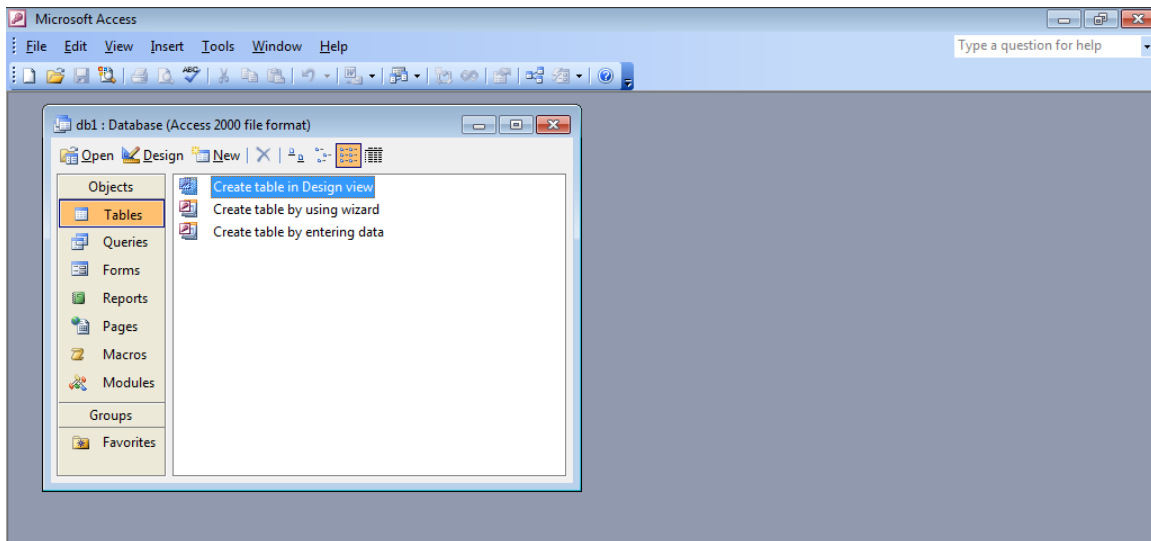 Microsoft Access
File Edit View Insert Tools Window Help
Type a question for help
ABC
db1 : Database (Access 2000 file format)
Open Design New
Objects
Tables
Queries
Forms
Reports
Pages
Macros
Modules
Groups
Favorites
Create table in Design view
Create table by using wizard
Create table by entering data